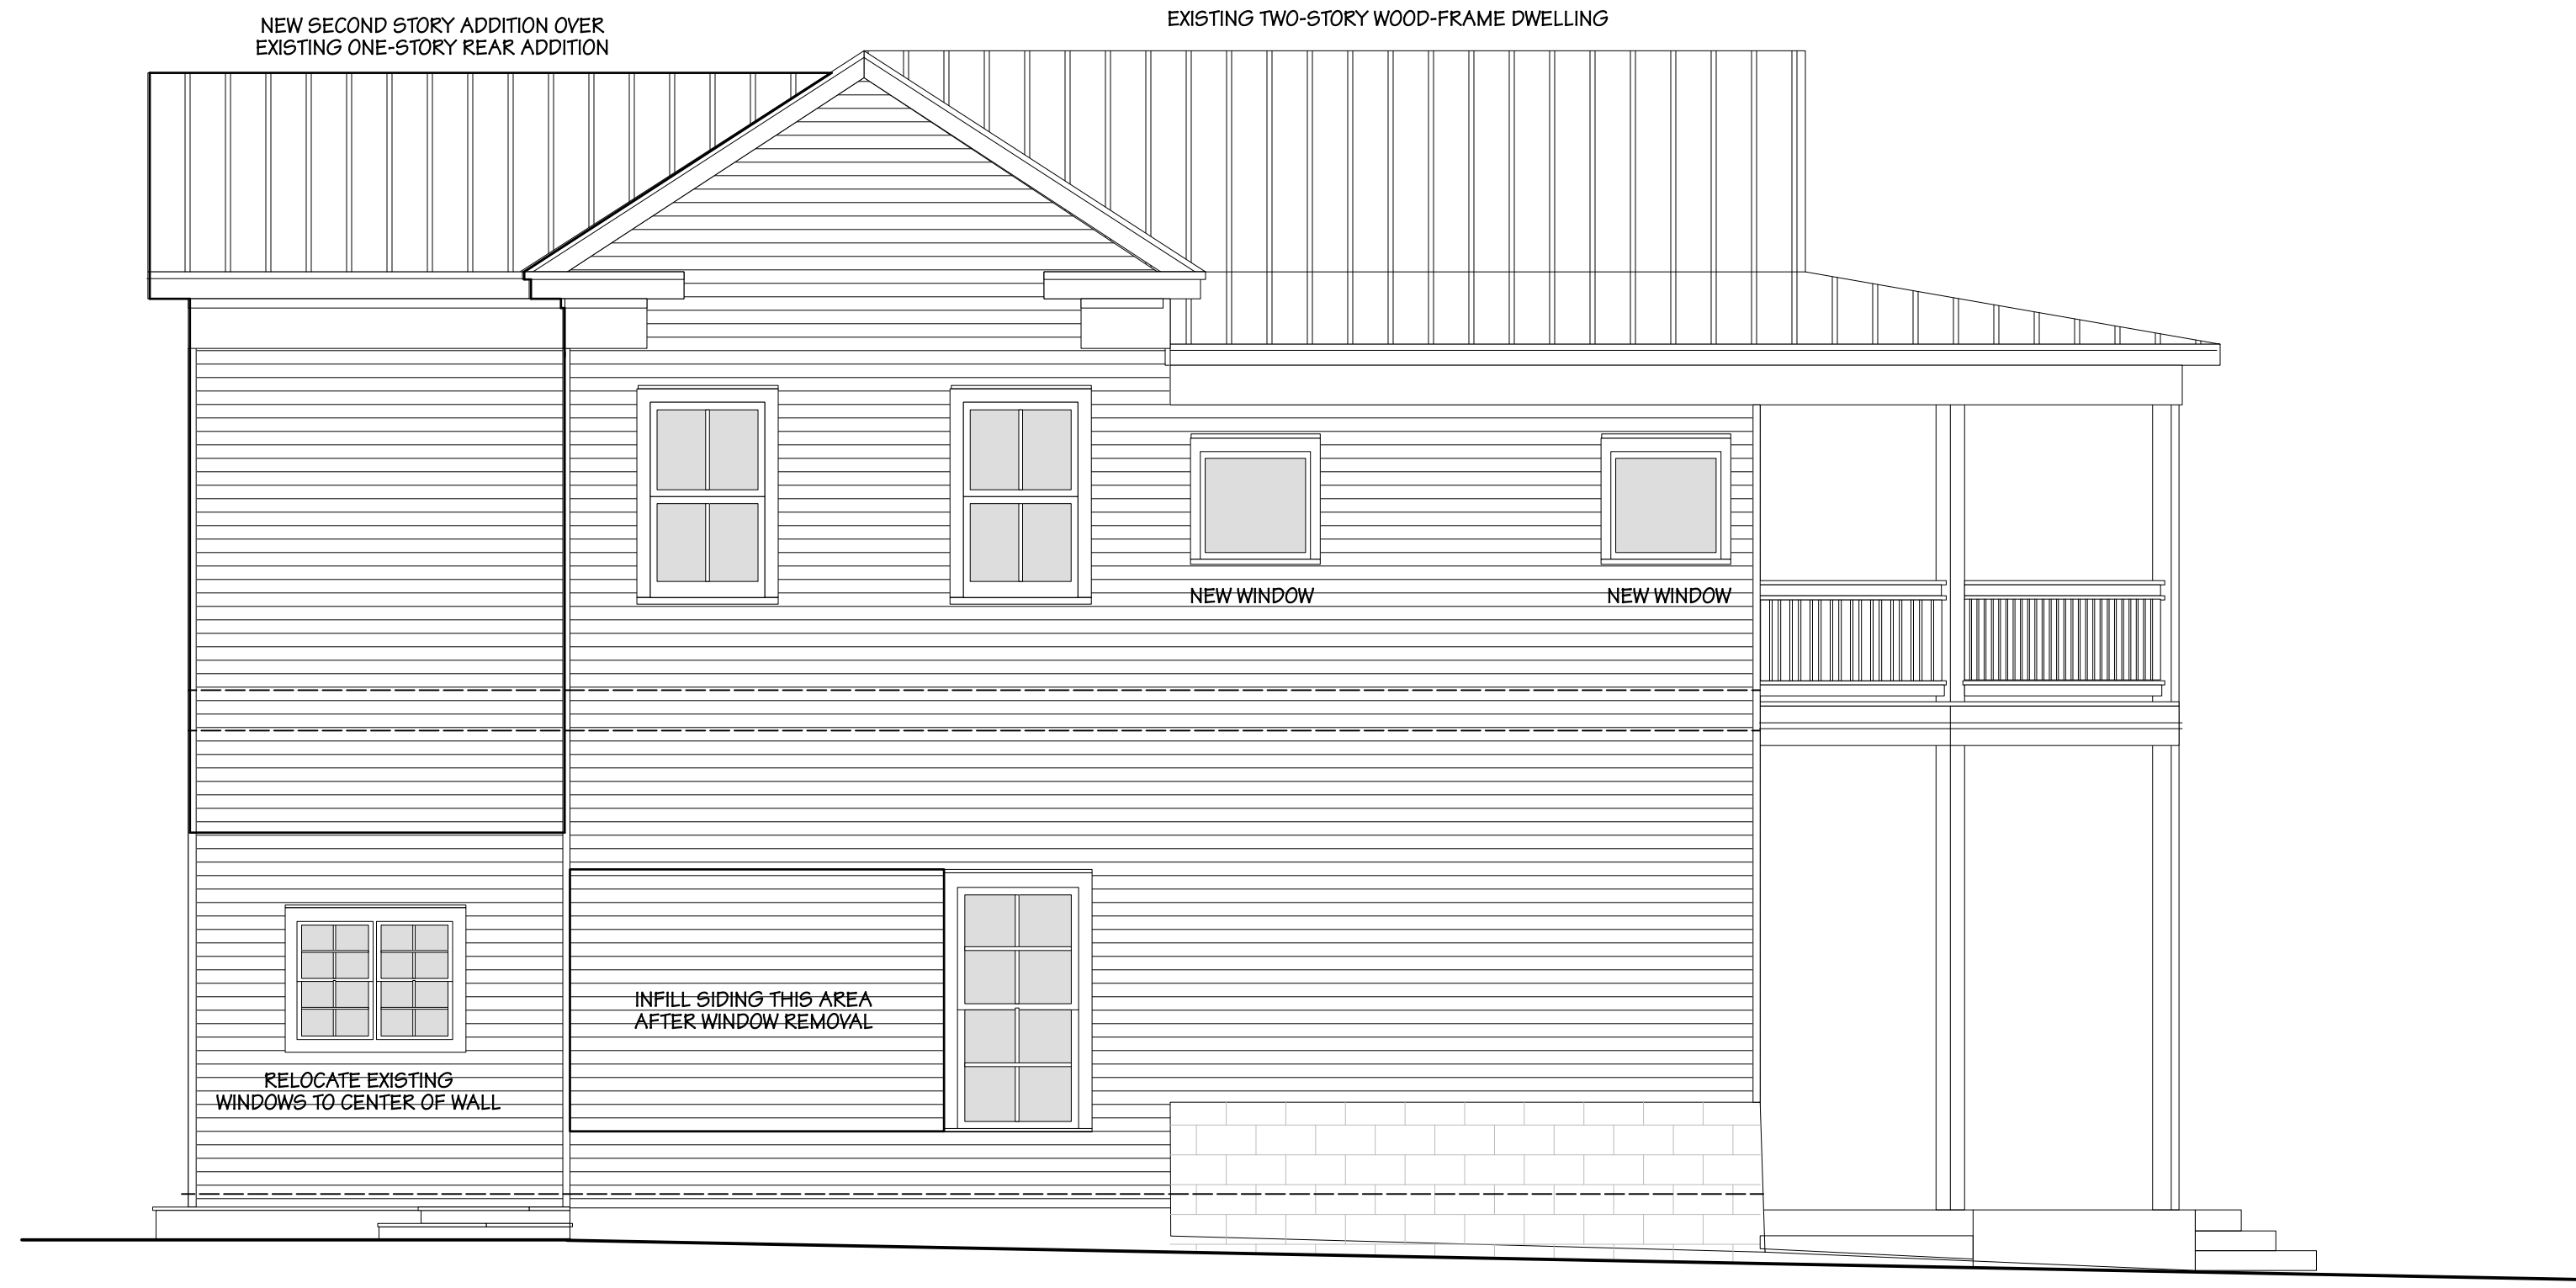 NEW SECOND STORY ADDITION OVER
EXISTING ONE-STORY REAR ADDITION
EXISTING TWO-STORY WOOD-FRAME DWELLING
NEW WINDOW
NEW WINDOW
INFILL SIDING THIS AREA
AFTER WINDOW REMOVAL
RELOCATE EXISTING
WINDOWS TO CENTER OF WALL